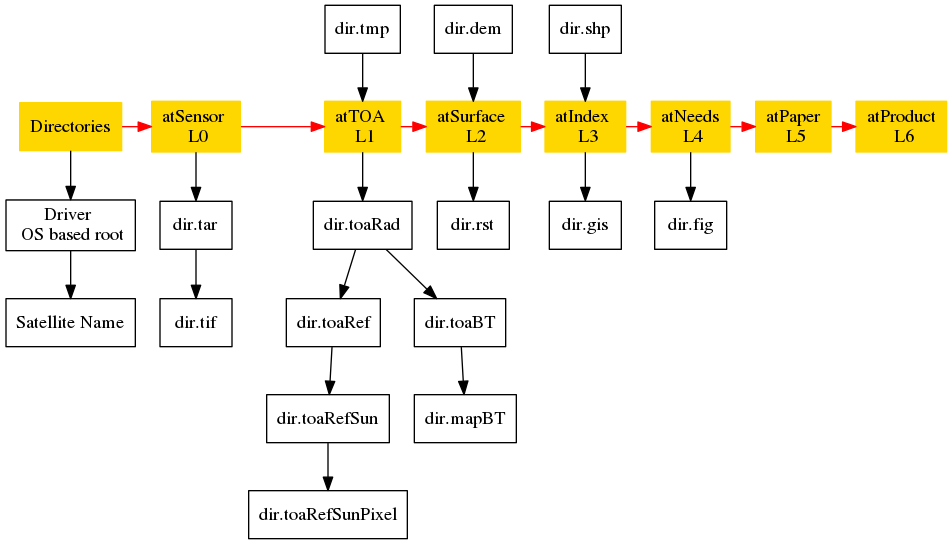 dir.tmp
dir.dem
dir.shp
Directories
atSensor
L0
atTOA
L1
atSurface
L2
atIndex
L3
atNeeds
L4
atPaper
L5
atProduct
L6
Driver
OS based root
dir.tar
dir.toaRad
dir.rst
dir.gis
dir.fig
Satellite Name
dir.tif
dir.toaRef
dir.toaBT
dir.toaRefSun
dir.mapBT
dir.toaRefSunPixel